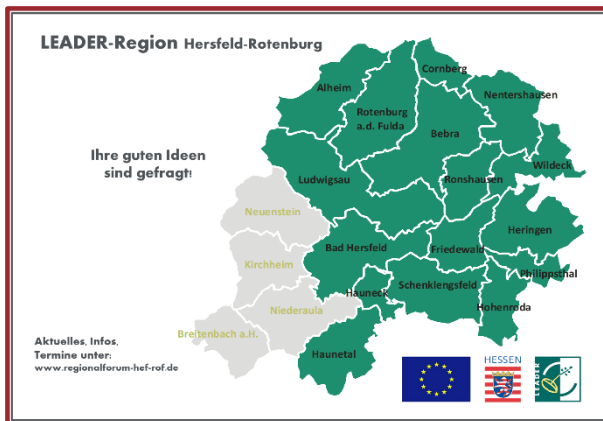 LEADER-Region Hersfeld-Rotenburg
Cornberg
Alheim
Nentershausen
Rotenburg
a.d. Fulda
Bebra
Ihre guten Ideen
sind gefragt!
Wildeck
Ludwigsau
Ronshausen
Neuenstein
Heringen
Bad Hersfeld
Friedewald
Kirchheim
Philippsthal
Schenklengsfeld
Hauneck
Hohenroda
Niederaula
Breitenbach a.H.
Haunetal
Aktuelles, Infos,
Termine unter:
www.regionalforum-hef-rof.de
HESSEN
LEADER